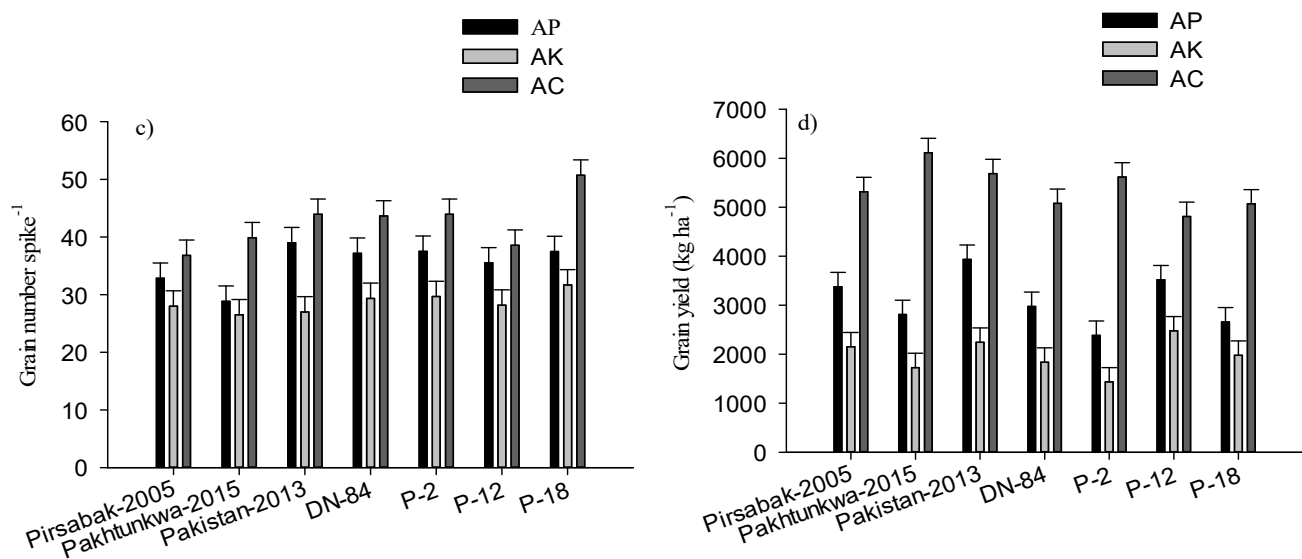 AP
AK
AC
c)
Grain number spike⁻¹
60
50
40
30
20
10
0
Pirsabak-2005
Pakhtunkwa-2015
Pakistan-2013
DN-84
P-2
P-12
P-18
AP
AK
AC
d)
Grain yield (kg ha⁻¹)
7000
6000
5000
4000
3000
2000
1000
0
Pirsabak-2005
Pakhtunkwa-2015
Pakistan-2013
DN-84
P-2
P-12
P-18